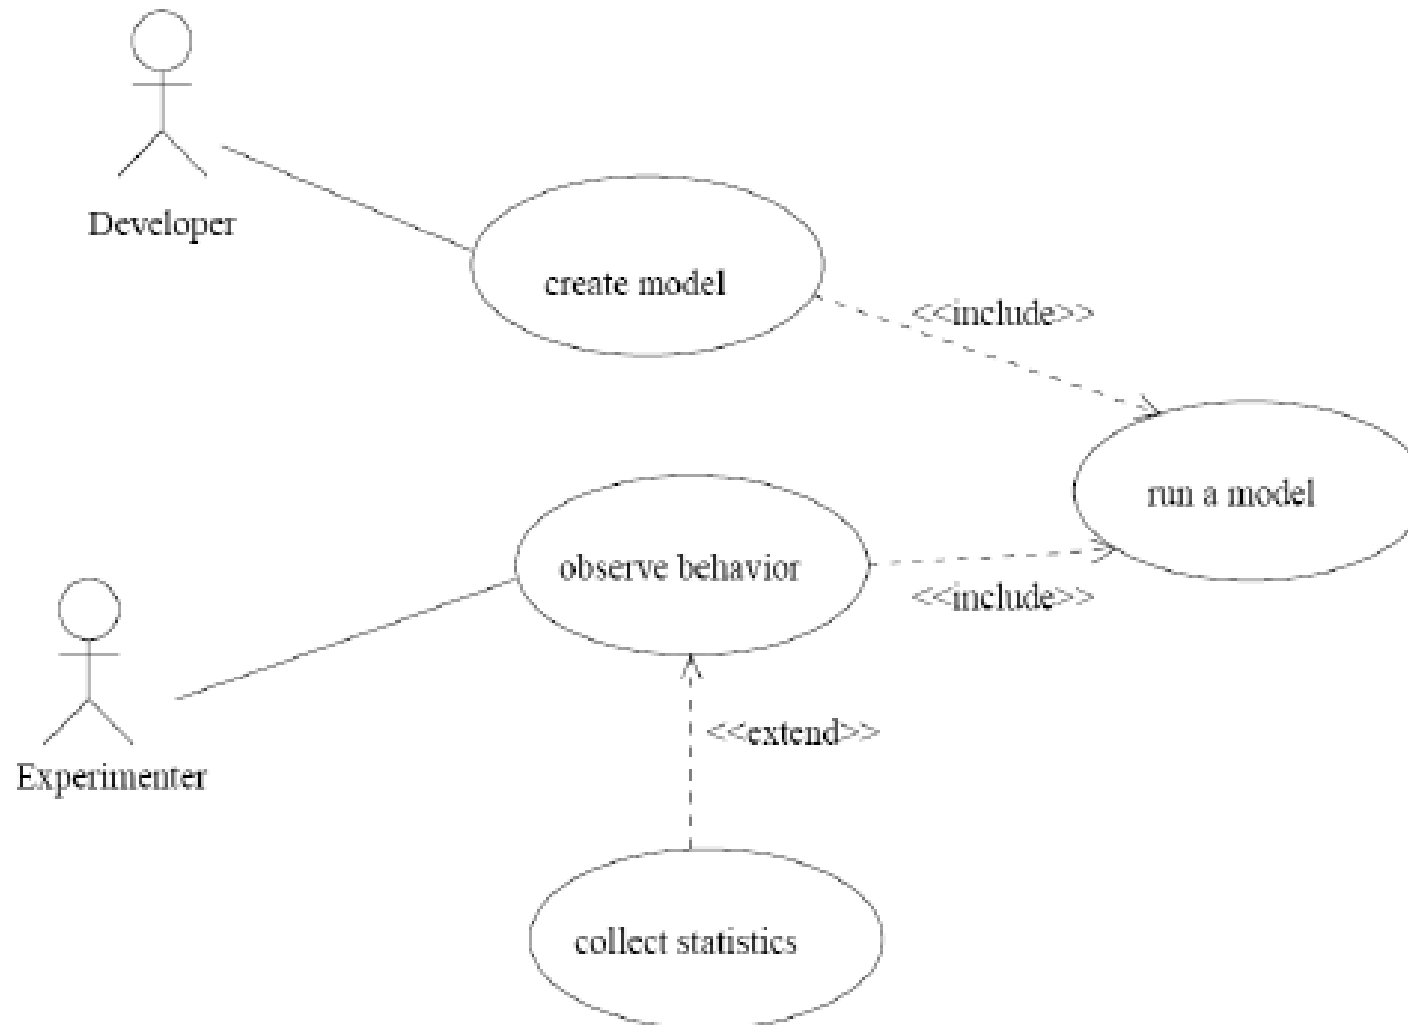 Developer
create model
<<include>>
run a model
observe behavior
<<include>>
<<extend>>
Experimenter
collect statistics